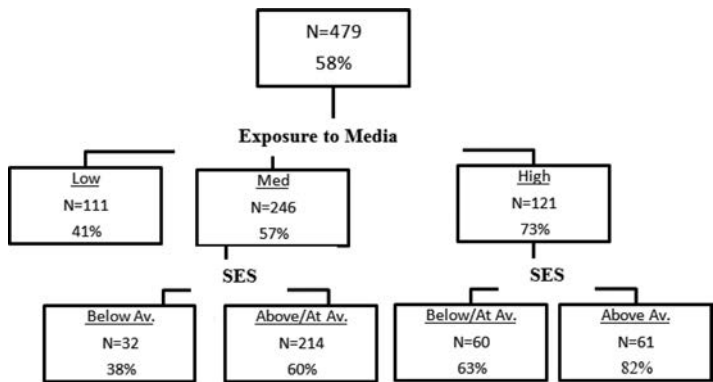 N=479
58%
Exposure to Media
Low
N=111
41%
Med
N=246
57%
High
N=121
73%
SES
SES
Below Av.
N=32
38%
Above/At Av.
N=214
60%
Below/At Av.
N=60
63%
Above Av.
N=61
82%